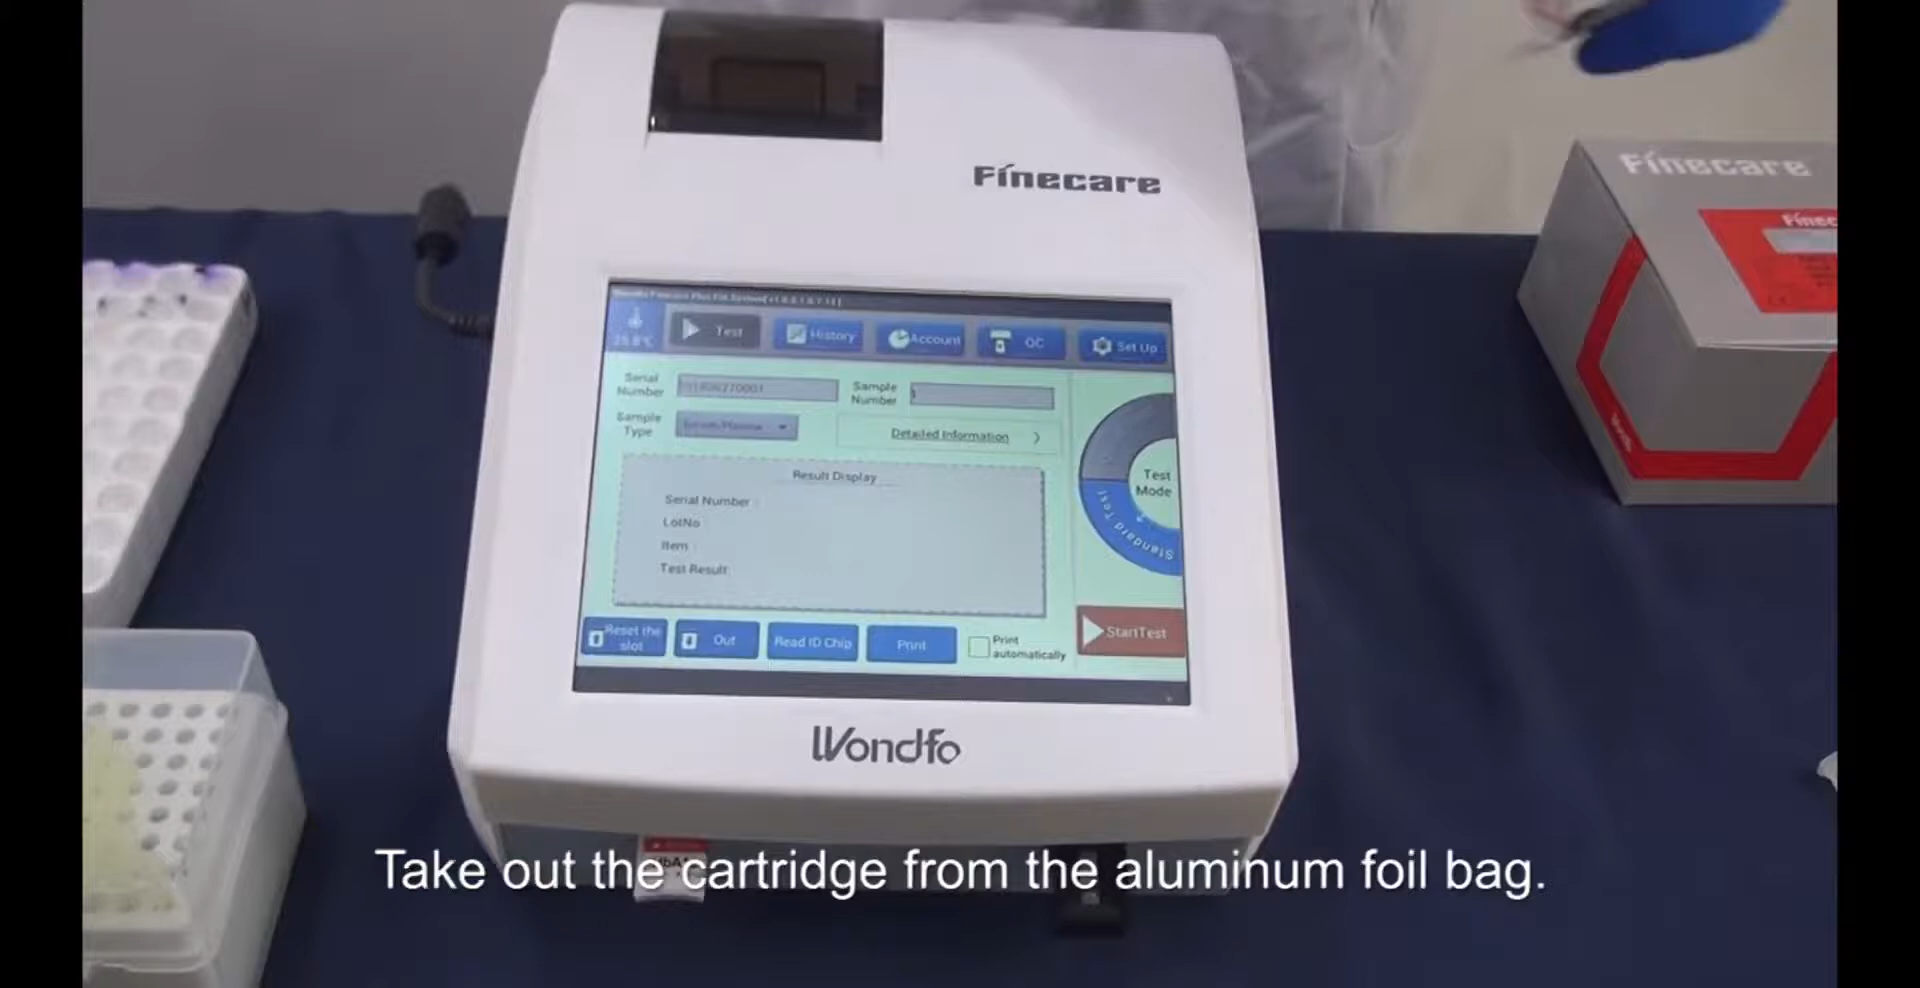 Finecare
Finecare
Test
History
Account
QC
Set Up
Serial Number
Sample Number
Sample Type
Detailed Information
Result Display
Serial Number
LotNo
Item
Test Result
Test Mode
Standard Test
Reset the slot
Out
Read ID Chip
Print
Print automatically
StartTest
Wondfo
Take out the cartridge from the aluminum foil bag.